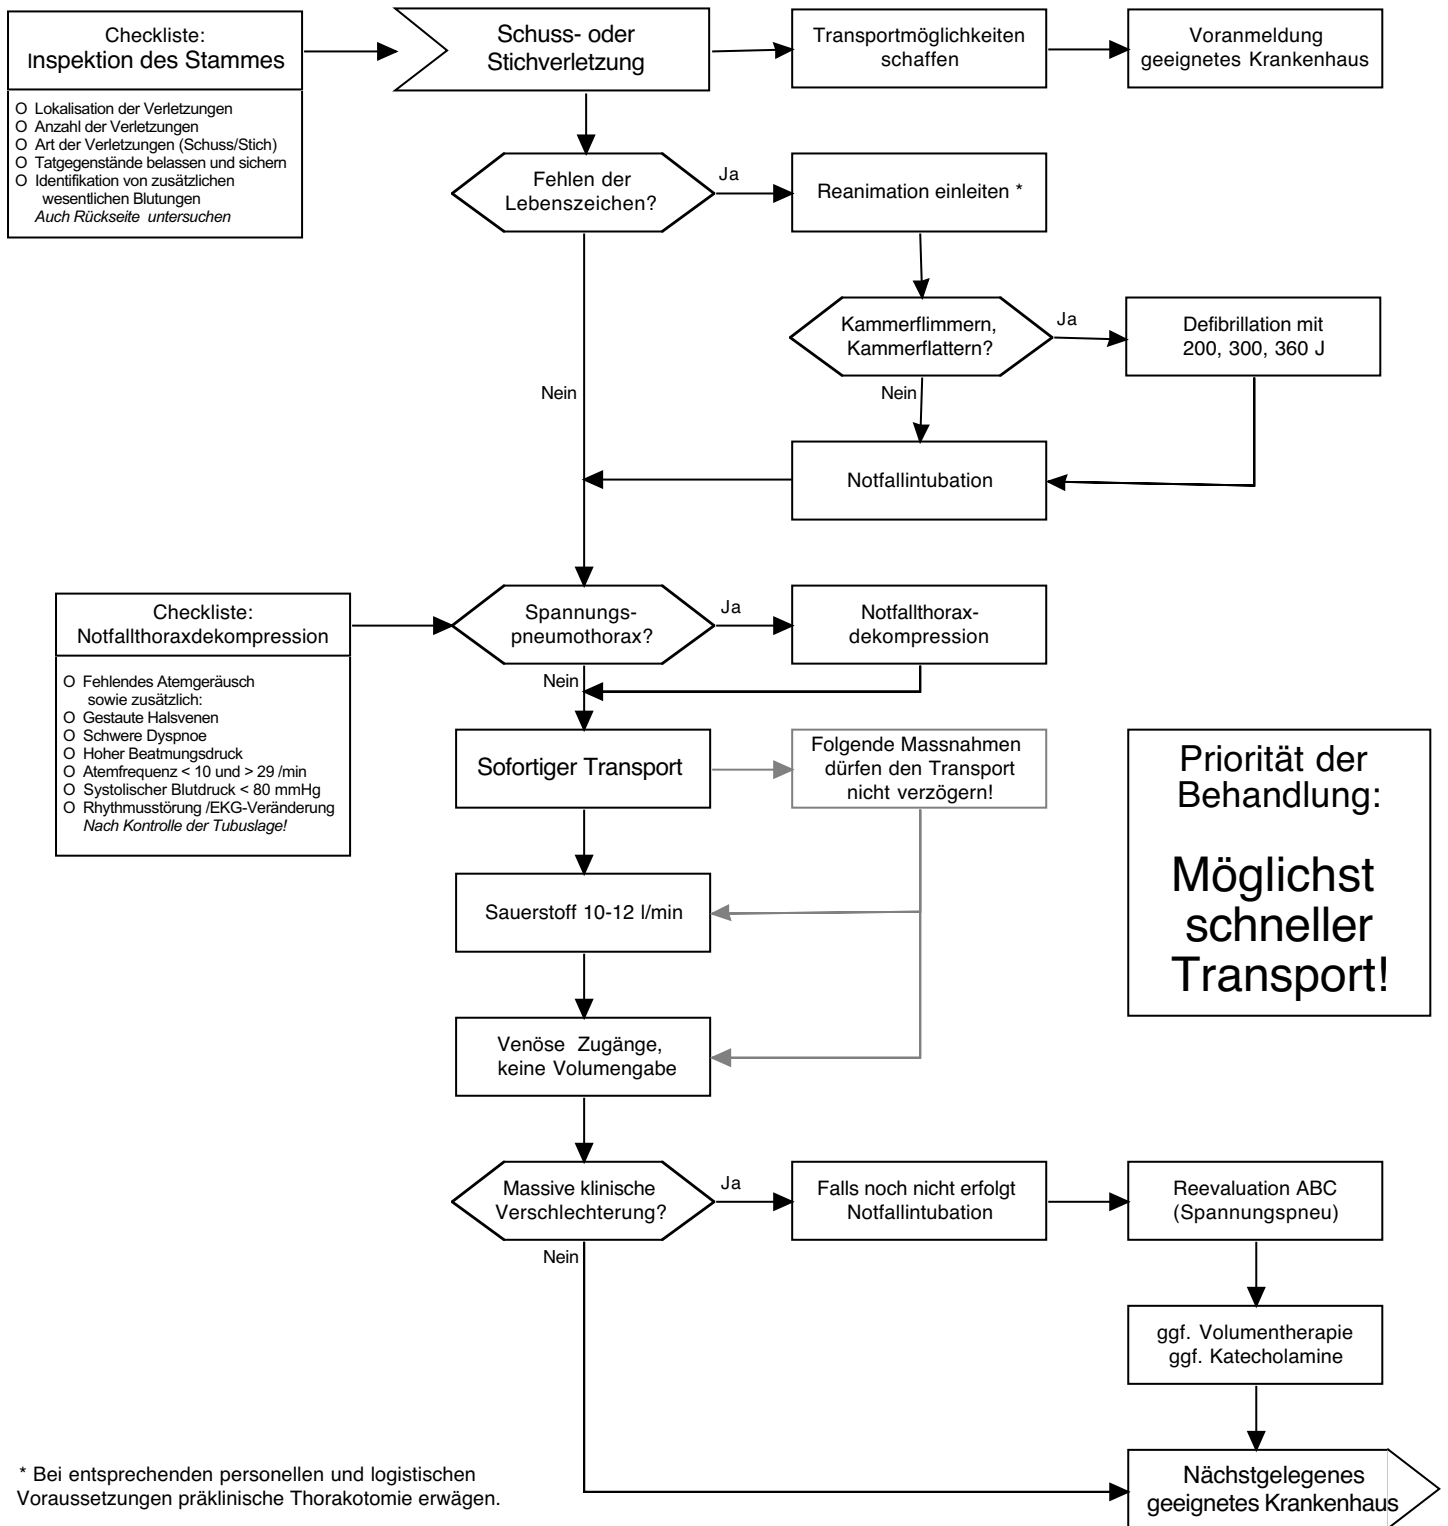 Checkliste:
Inspektion des Stammes
O Lokalisation der Verletzungen
O Anzahl der Verletzungen
O Art der Verletzungen (Schuss/Stich)
O Tatgegenstände belassen und sichern
O Identifikation von zusätzlichen
wesentlichen Blutungen
Auch Rückseite untersuchen
Schuss- oder
Stichverletzung
Transportmöglichkeiten
schaffen
Voranmeldung
geeignetes Krankenhaus
Fehlen der
Lebenszeichen?
Ja
Reanimation einleiten *
Kammerflimmern,
Kammerflattern?
Ja
Defibrillation mit
200, 300, 360 J
Nein
Nein
Notfallintubation
Checkliste:
Notfallthoraxdekompression
O Fehlendes Atemgeräusch
sowie zusätzlich:
O Gestaute Halsvenen
O Schwere Dyspnoe
O Hoher Beatmungsdruck
O Atemfrequenz < 10 und > 29 /min
O Systolischer Blutdruck < 80 mmHg
O Rhythmusstörung /EKG-Veränderung
Nach Kontrolle der Tubuslage!
Spannungs-
pneumothorax?
Ja
Notfallthorax-
dekompression
Nein
Sofortiger Transport
Folgende Massnahmen
dürfen den Transport
nicht verzögern!
Priorität der
Behandlung:
Möglichst
schneller
Transport!
Sauerstoff 10-12 l/min
Venöse Zugänge,
keine Volumengabe
Massive klinische
Verschlechterung?
Ja
Falls noch nicht erfolgt
Notfallintubation
Reevaluation ABC
(Spannungspneu)
Nein
ggf. Volumentherapie
ggf. Katecholamine
Nächstgelegenes
geeignetes Krankenhaus
* Bei entsprechenden personellen und logistischen
Voraussetzungen präklinische Thorakotomie erwägen.